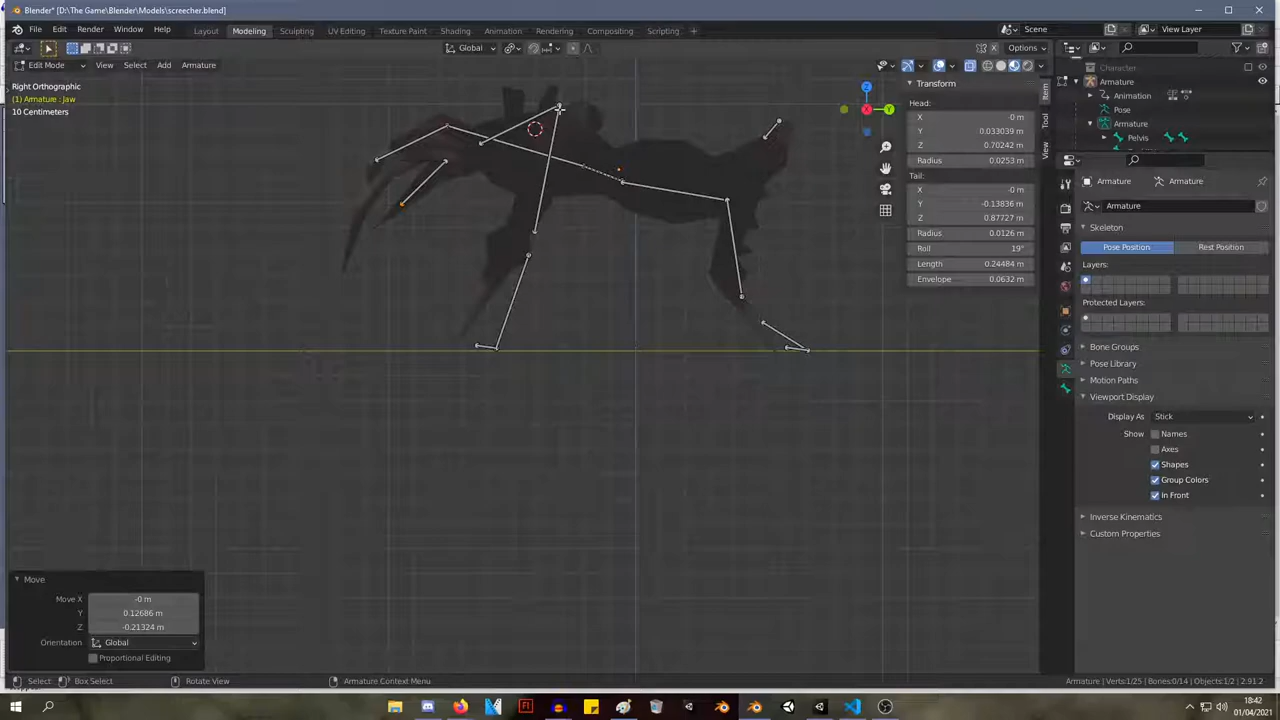 Blender* [D:\The Game\Blender\Models\screecher.blend]
File Edit Render Window Help Layout Modeling Sculpting UV Editing Texture Paint Shading Animation Rendering Compositing Scripting + Scene View Layer
Global Options
Edit Mode View Select Add Armature
Right Orthographic
(1) Armature : Jaw
10 Centimeters
Z
Y
Transform
Head:
X 0 m
Y 0.033039 m
Z 0.70242 m
Radius 0.0253 m
Tail:
X -0 m
Y -0.13836 m
Z 0.87727 m
Radius 0.0126 m
Roll 19°
Length 0.24484 m
Envelope 0.0632 m
Item
Tool
View
Character
Armature
Animation
Pose
Armature
Pelvis
Armature Armature
Armature
Skeleton
Pose Position Rest Position
Layers:
Protected Layers:
Bone Groups
Pose Library
Motion Paths
Viewport Display
Display As Stick
Show Names
Axes
Shapes
Group Colors
In Front
Inverse Kinematics
Custom Properties
Move
Move X -0 m
Y 0.12686 m
Z -0.21324 m
Orientation Global
Proportional Editing
Select Box Select Rotate View Armature Context Menu Armature | Verts:1/25 | Bones:0/14 | Objects:1/2 | 2.91.2
18:42
01/04/2021